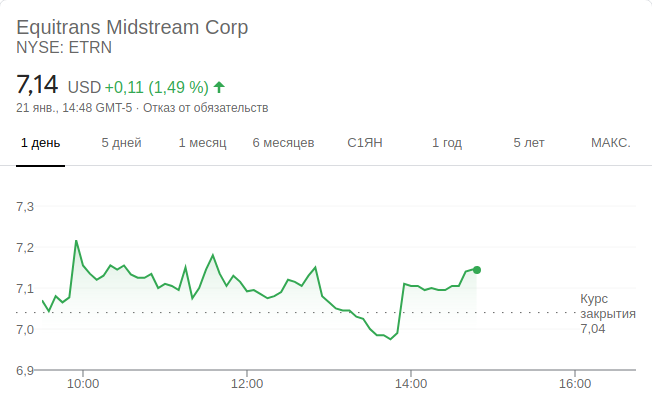 Equitrans Midstream Corp
NYSE: ETRN
7,14 USD +0,11 (1,49 %)
21 янв., 14:48 GMT-5 · Отказ от обязательств
1 день 5 дней 1 месяц 6 месяцев С1ЯН 1 год 5 лет МАКС.
7,3
7,2
7,1
7,0
6,9
Курс
закрытия
7,04
10:00 12:00 14:00 16:00